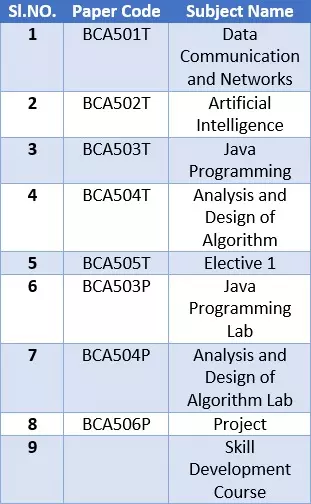 Sl.NO. Paper Code Subject Name
1 BCA501T Data
Communication
and Networks
2 BCA502T Artificial
Intelligence
3 BCA503T Java
Programming
4 BCA504T Analysis and
Design of
Algorithm
5 BCA505T Elective 1
6 BCA503P Java
Programming
Lab
7 BCA504P Analysis and
Design of
Algorithm Lab
8 BCA506P Project
9 Skill
Development
Course